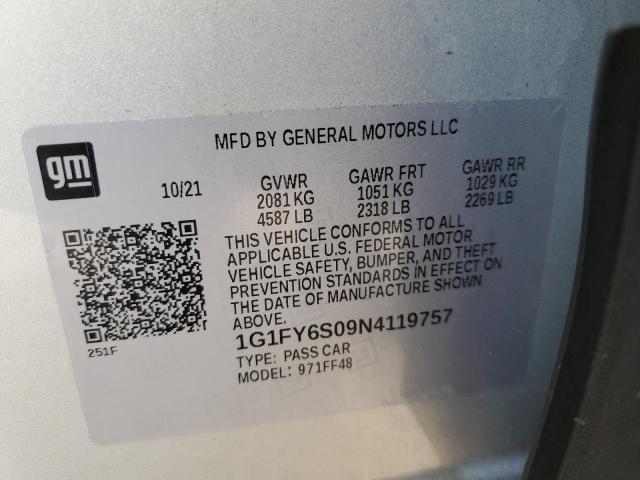 gm
MFD BY GENERAL MOTORS LLC
10/21
GVWR
2081 KG
4587 LB
GAWR FRT
1051 KG
2318 LB
GAWR RR
1029 KG
2269 LB
THIS VEHICLE CONFORMS TO ALL
APPLICABLE U.S. FEDERAL MOTOR
VEHICLE SAFETY, BUMPER, AND THEFT
PREVENTION STANDARDS IN EFFECT ON
THE DATE OF MANUFACTURE SHOWN
ABOVE.
251F
1G1FY6S09N4119757
TYPE: PASS CAR
MODEL: 971FF48